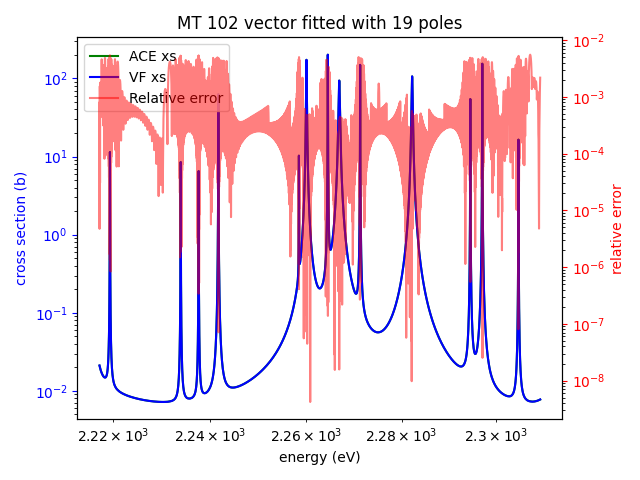 MT 102 vector fitted with 19 poles
ACE xs
VF xs
Relative error
cross section (b)
10²
10¹
10⁰
10⁻¹
10⁻²
10⁻²
10⁻³
10⁻⁴
10⁻⁵
10⁻⁶
10⁻⁷
10⁻⁸
relative error
2.22 × 10³ 2.24 × 10³ 2.26 × 10³ 2.28 × 10³ 2.3 × 10³
energy (eV)